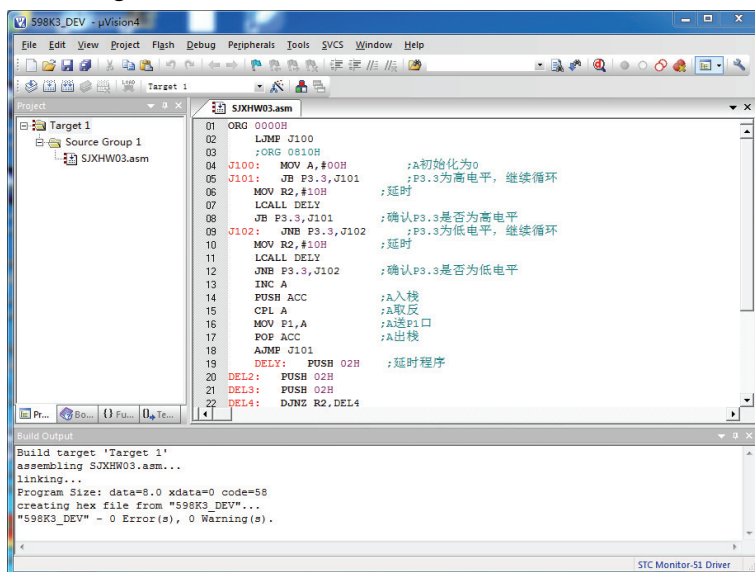 598K3_DEV - µVision4
File Edit View Project Flash Debug Peripherals Tools SVCS Window Help
Target 1
Project
SJXHW03.asm
Target 1
Source Group 1
SJXHW03.asm
01 ORG 0000H
02 LJMP J100
03 ;ORG 0810H
04 J100: MOV A,#00H ;A初始化为0
05 J101: JB P3.3,J101 ;P3.3为高电平，继续循环
06 MOV R2,#10H ;延时
07 LCALL DELY
08 JB P3.3,J101 ;确认P3.3是否为高电平
09 J102: JNB P3.3,J102 ;P3.3为低电平，继续循环
10 MOV R2,#10H ;延时
11 LCALL DELY
12 JNB P3.3,J102 ;确认P3.3是否为低电平
13 INC A
14 PUSH ACC ;A入栈
15 CPL A ;A取反
16 MOV P1,A ;A送P1口
17 POP ACC ;A出栈
18 AJMP J101
19 DELY: PUSH 02H ;延时程序
20 DEL2: PUSH 02H
21 DEL3: PUSH 02H
22 DEL4: DJNZ R2,DEL4
Pr... Bo... {} Fu... 0 Te...
Build Output
Build target 'Target 1'
assembling SJXHW03.asm...
linking...
Program Size: data=8.0 xdata=0 code=58
creating hex file from "598K3_DEV"...
"598K3_DEV" - 0 Error(s), 0 Warning(s).
STC Monitor-51 Driver